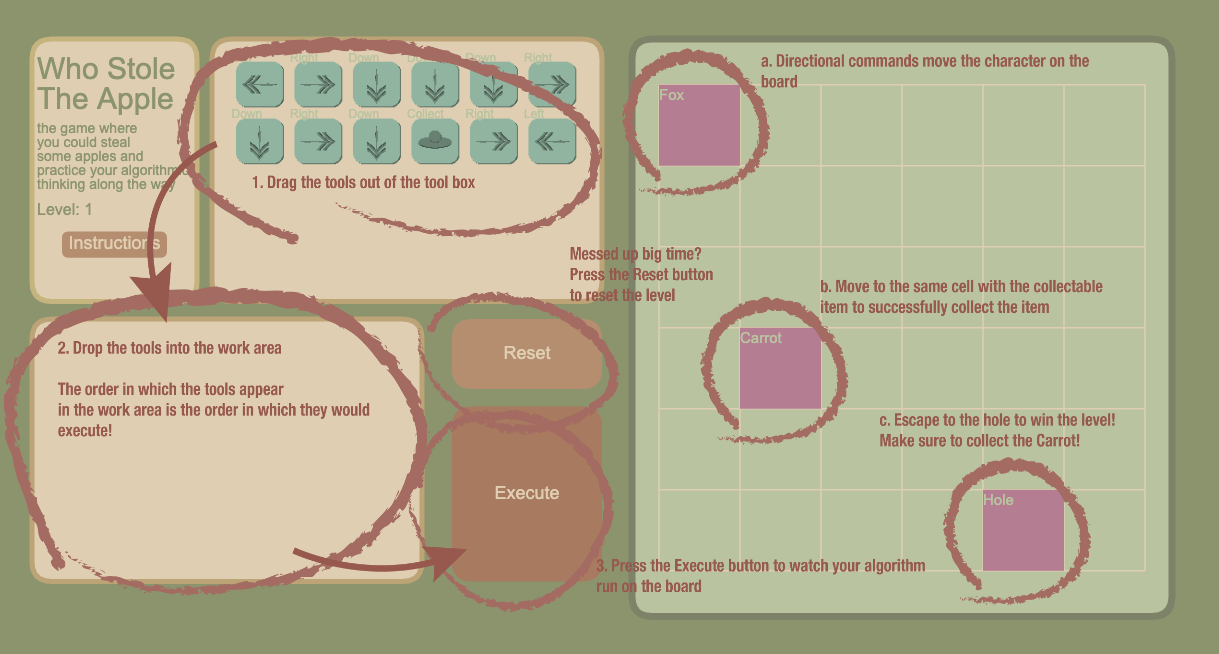 Who Stole
The Apple
the game where
you could steal
some apples and
practice your algorithm
thinking along the way
Level: 1
Instructions
Right
Down
Down
Right
Down
Right
Down
Collect
Right
Left
1. Drag the tools out of the tool box
Messed up big time?
Press the Reset button
to reset the level
2. Drop the tools into the work area
The order in which the tools appear
in the work area is the order in which they would
execute!
Reset
Execute
3. Press the Execute button to watch your algorithm
run on the board
a. Directional commands move the character on the
board
Fox
b. Move to the same cell with the collectable
item to successfully collect the item
Carrot
c. Escape to the hole to win the level!
Make sure to collect the Carrot!
Hole